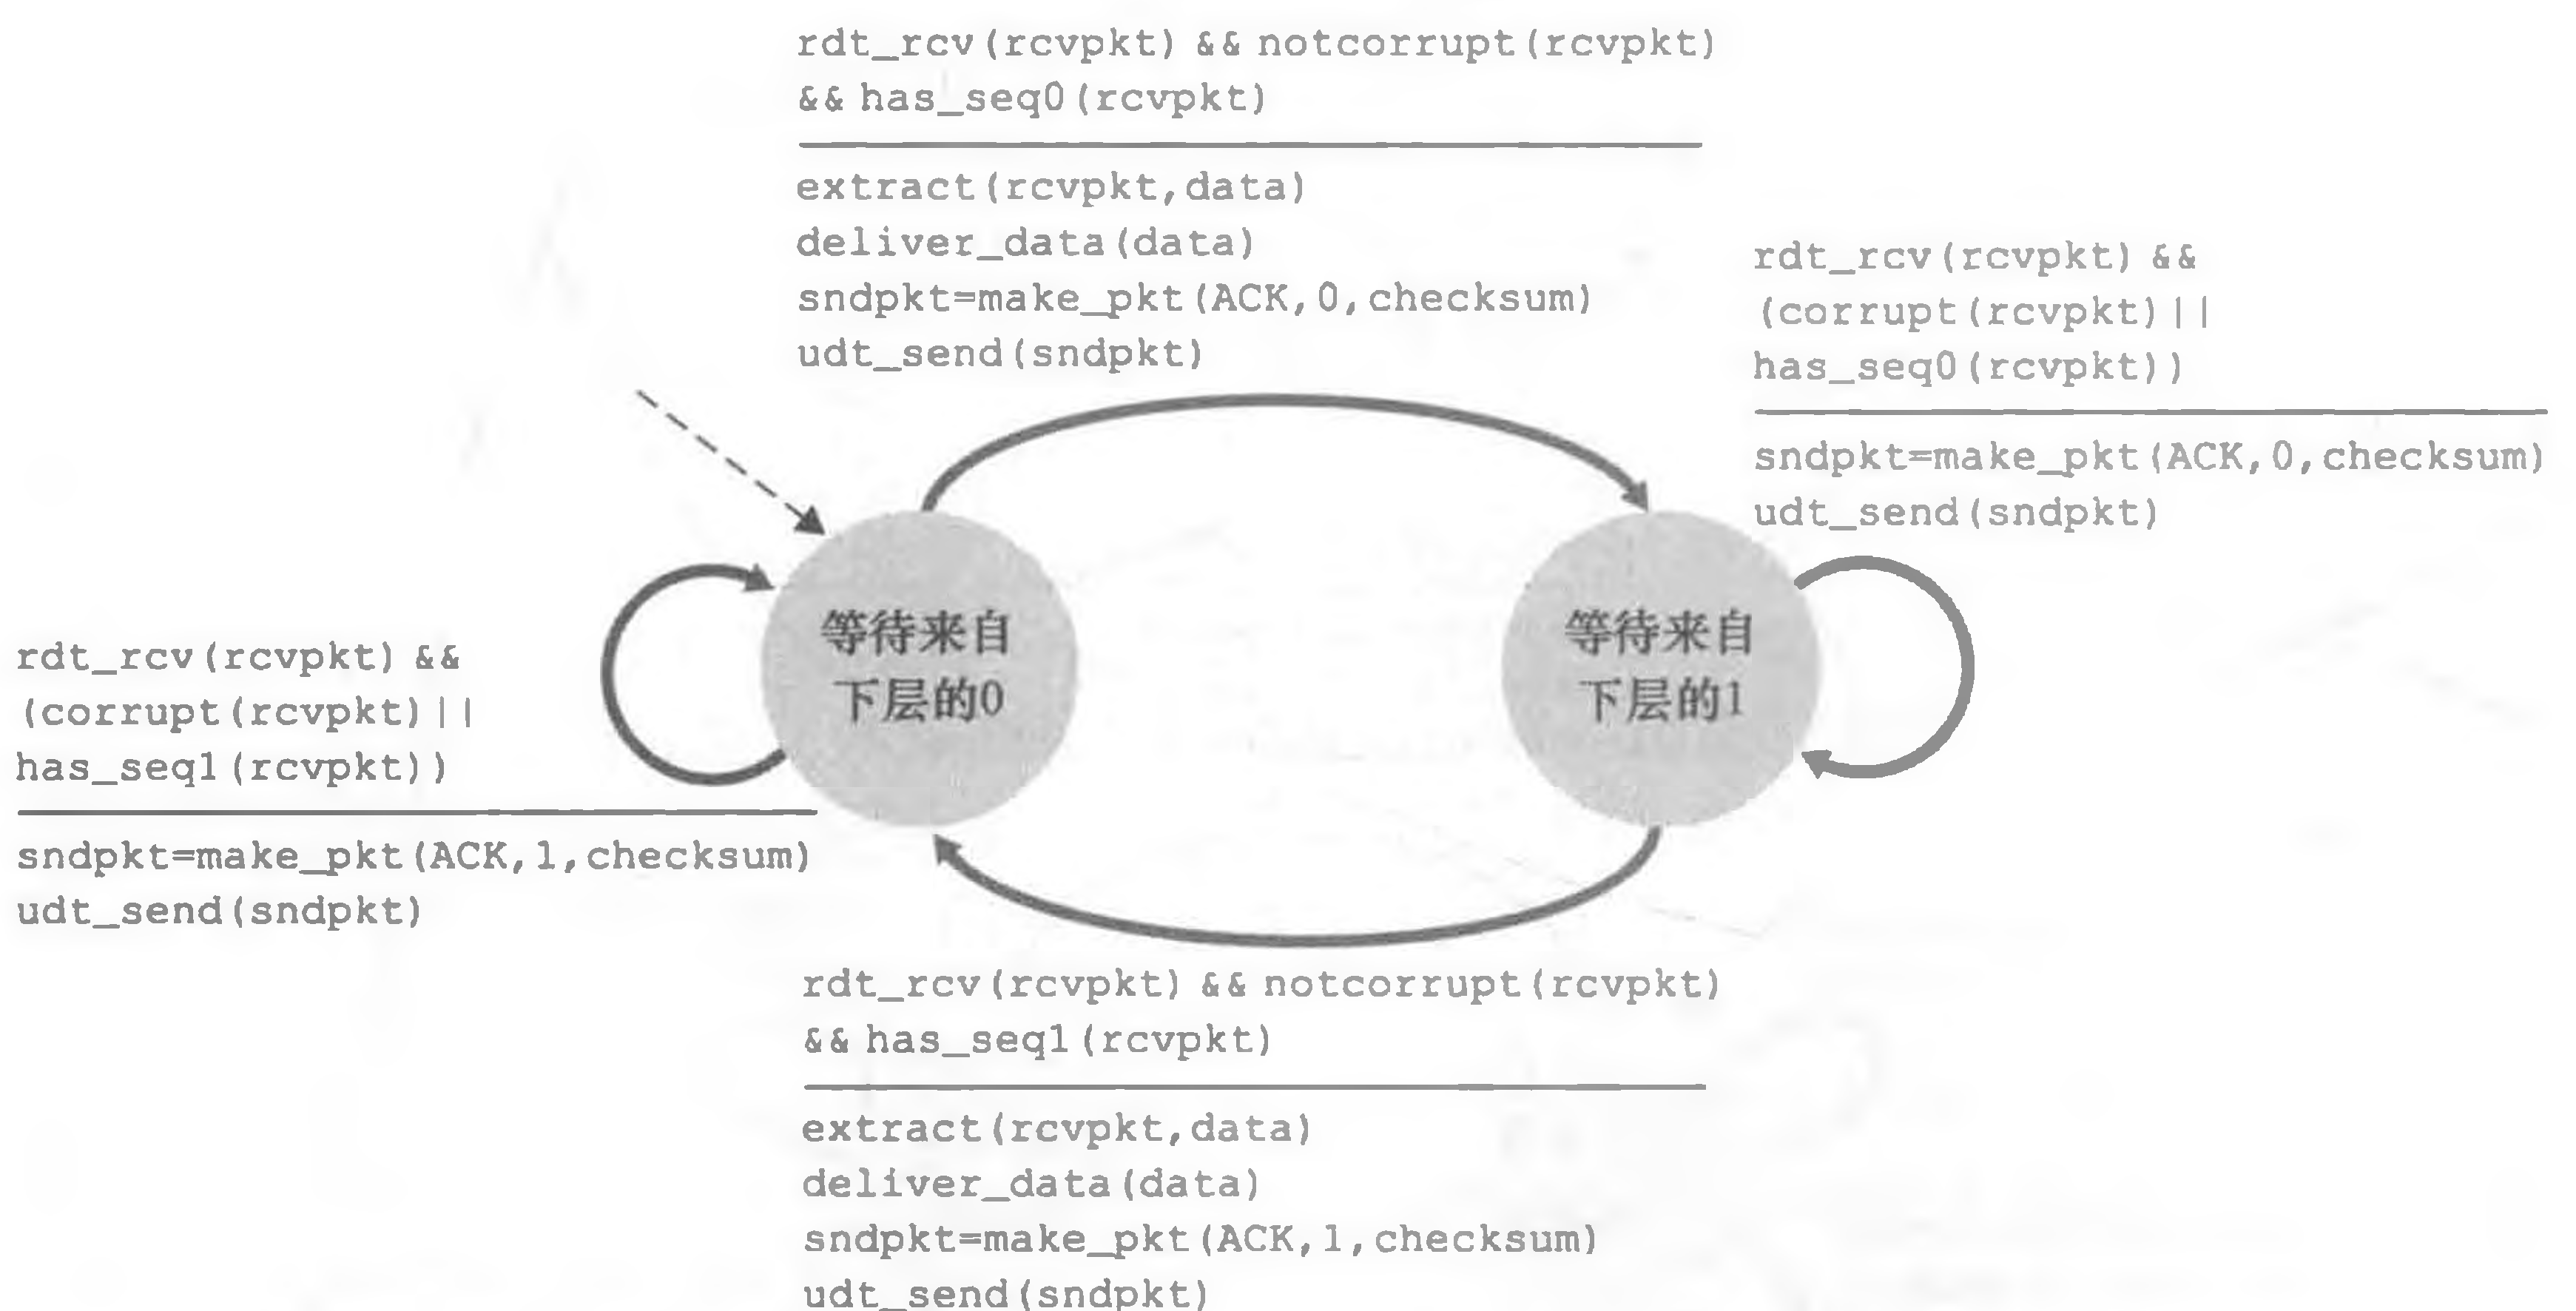 rdt_rcv(rcvpkt) && notcorrupt(rcvpkt)
&& has_seq0(rcvpkt)
extract(rcvpkt,data)
deliver_data(data)
sndpkt=make_pkt(ACK,0,checksum)
udt_send(sndpkt)
rdt_rcv(rcvpkt) &&
(corrupt(rcvpkt)||
has_seq0(rcvpkt))
sndpkt=make_pkt(ACK,0,checksum)
udt_send(sndpkt)
等待来自
下层的0
等待来自
下层的1
rdt_rcv(rcvpkt) &&
(corrupt(rcvpkt)||
has_seq1(rcvpkt))
sndpkt=make_pkt(ACK,1,checksum)
udt_send(sndpkt)
rdt_rcv(rcvpkt) && notcorrupt(rcvpkt)
&& has_seq1(rcvpkt)
extract(rcvpkt,data)
deliver_data(data)
sndpkt=make_pkt(ACK,1,checksum)
udt_send(sndpkt)